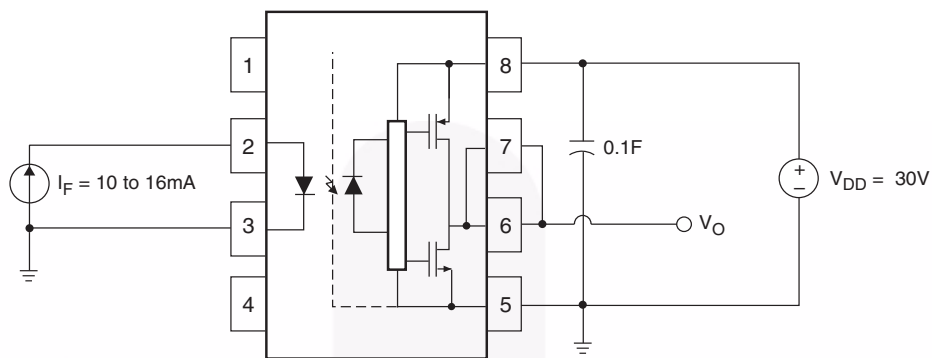 1
8
2
7
I_F = 10 to 16mA
0.1F
+
–
V_DD = 30V
3
6
V_O
4
5